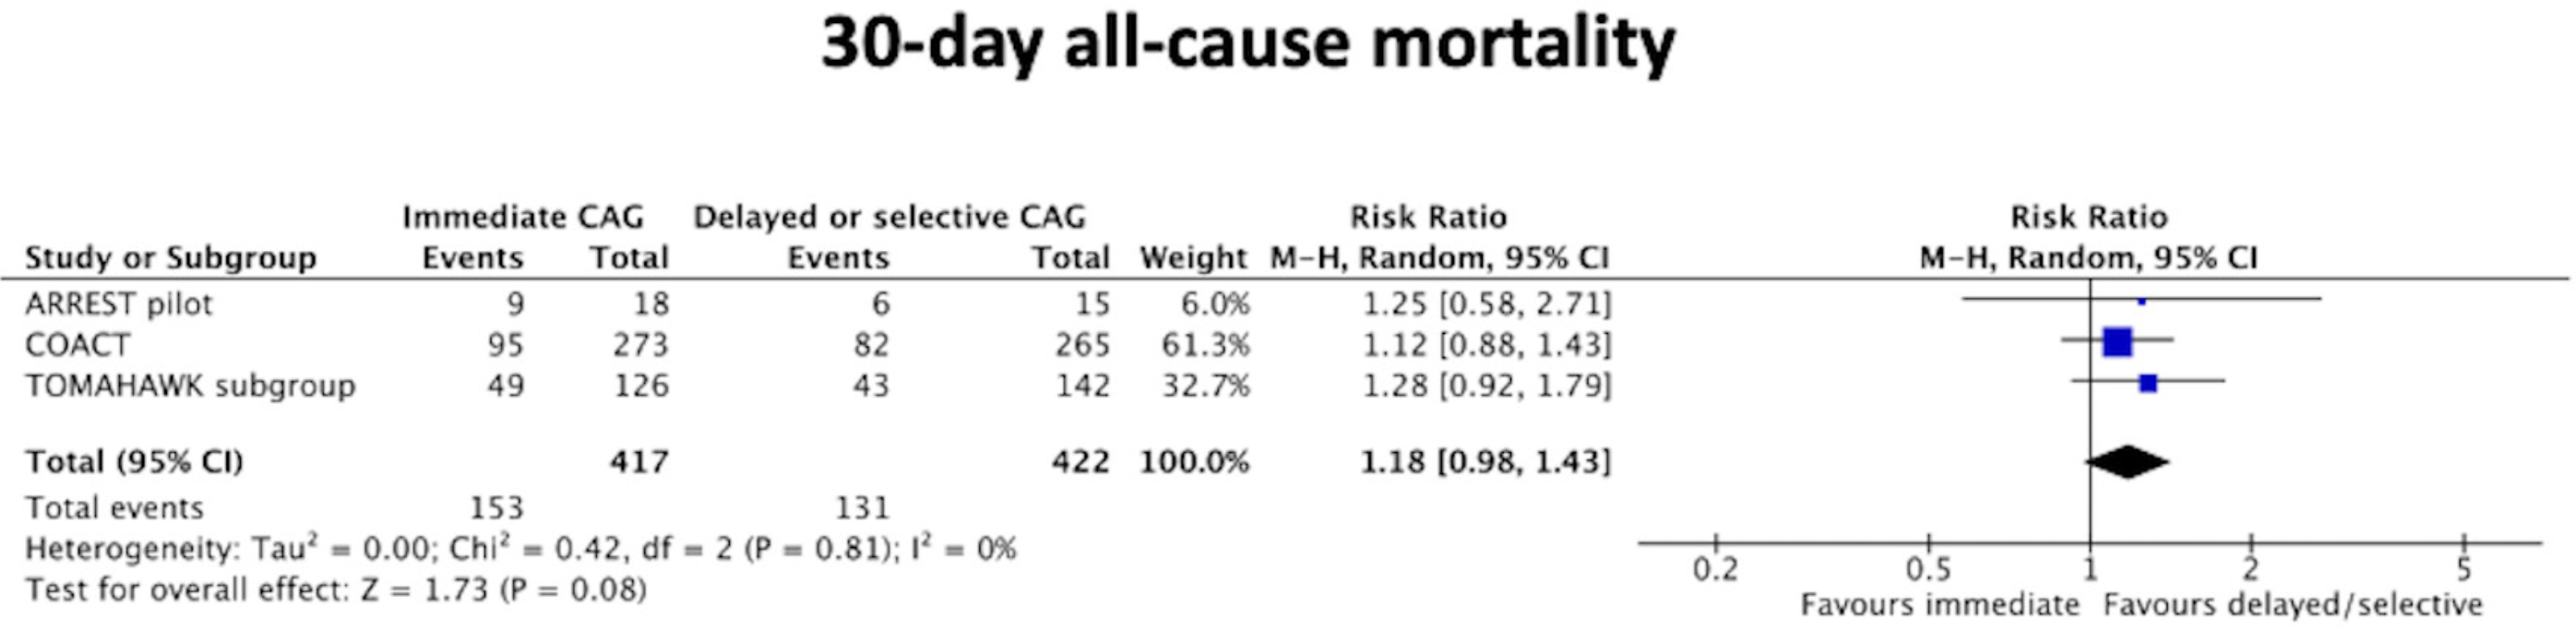 30-day all-cause mortality
Immediate CAG Delayed or selective CAG Risk Ratio Risk Ratio
Study or Subgroup Events Total Events Total Weight M-H, Random, 95% CI M-H, Random, 95% CI
ARREST pilot 9 18 6 15 6.0% 1.25 [0.58, 2.71]
COACT 95 273 82 265 61.3% 1.12 [0.88, 1.43]
TOMAHAWK subgroup 49 126 43 142 32.7% 1.28 [0.92, 1.79]
Total (95% CI) 417 422 100.0% 1.18 [0.98, 1.43]
Total events 153 131
Heterogeneity: Tau² = 0.00; Chi² = 0.42, df = 2 (P = 0.81); I² = 0%
Test for overall effect: Z = 1.73 (P = 0.08)
0.2 0.5 1 2 5
Favours immediate Favours delayed/selective